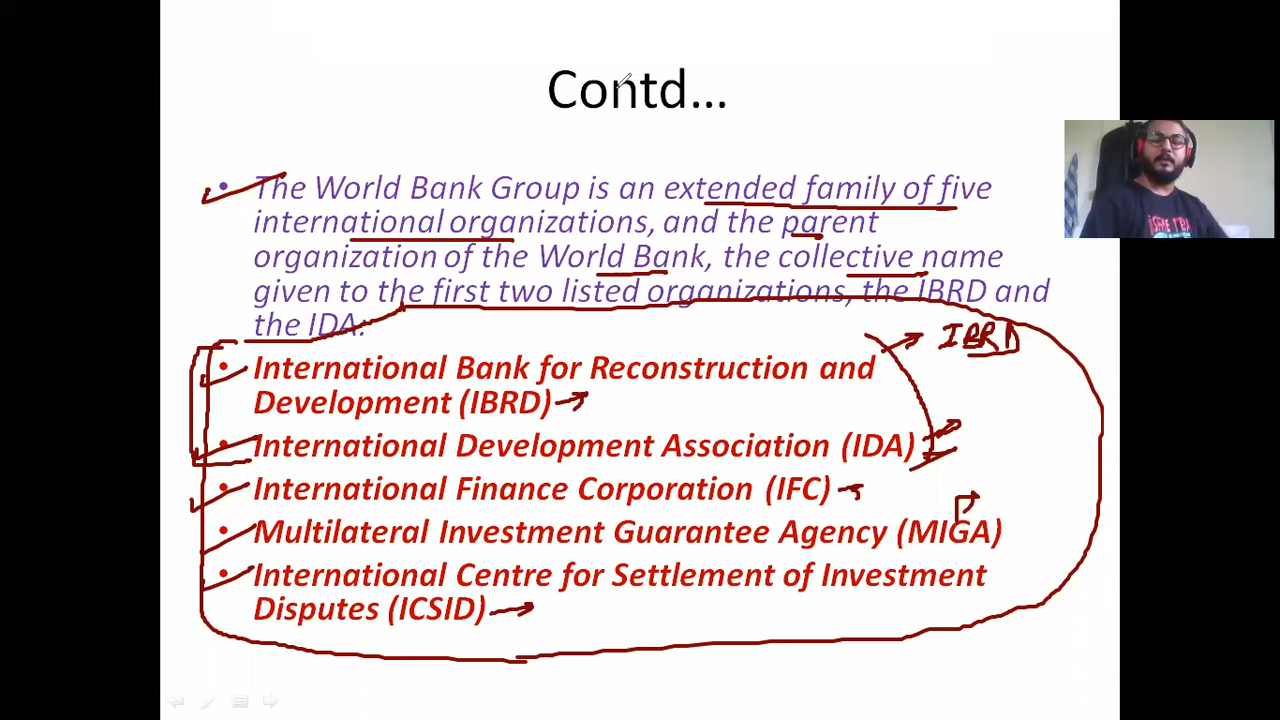 Contd...
• The World Bank Group is an extended family of five
international organizations, and the parent
organization of the World Bank, the collective name
given to the first two listed organizations, the IBRD and
the IDA:
IBRD
• International Bank for Reconstruction and
Development (IBRD)
• International Development Association (IDA)
• International Finance Corporation (IFC)
• Multilateral Investment Guarantee Agency (MIGA)
• International Centre for Settlement of Investment
Disputes (ICSID)